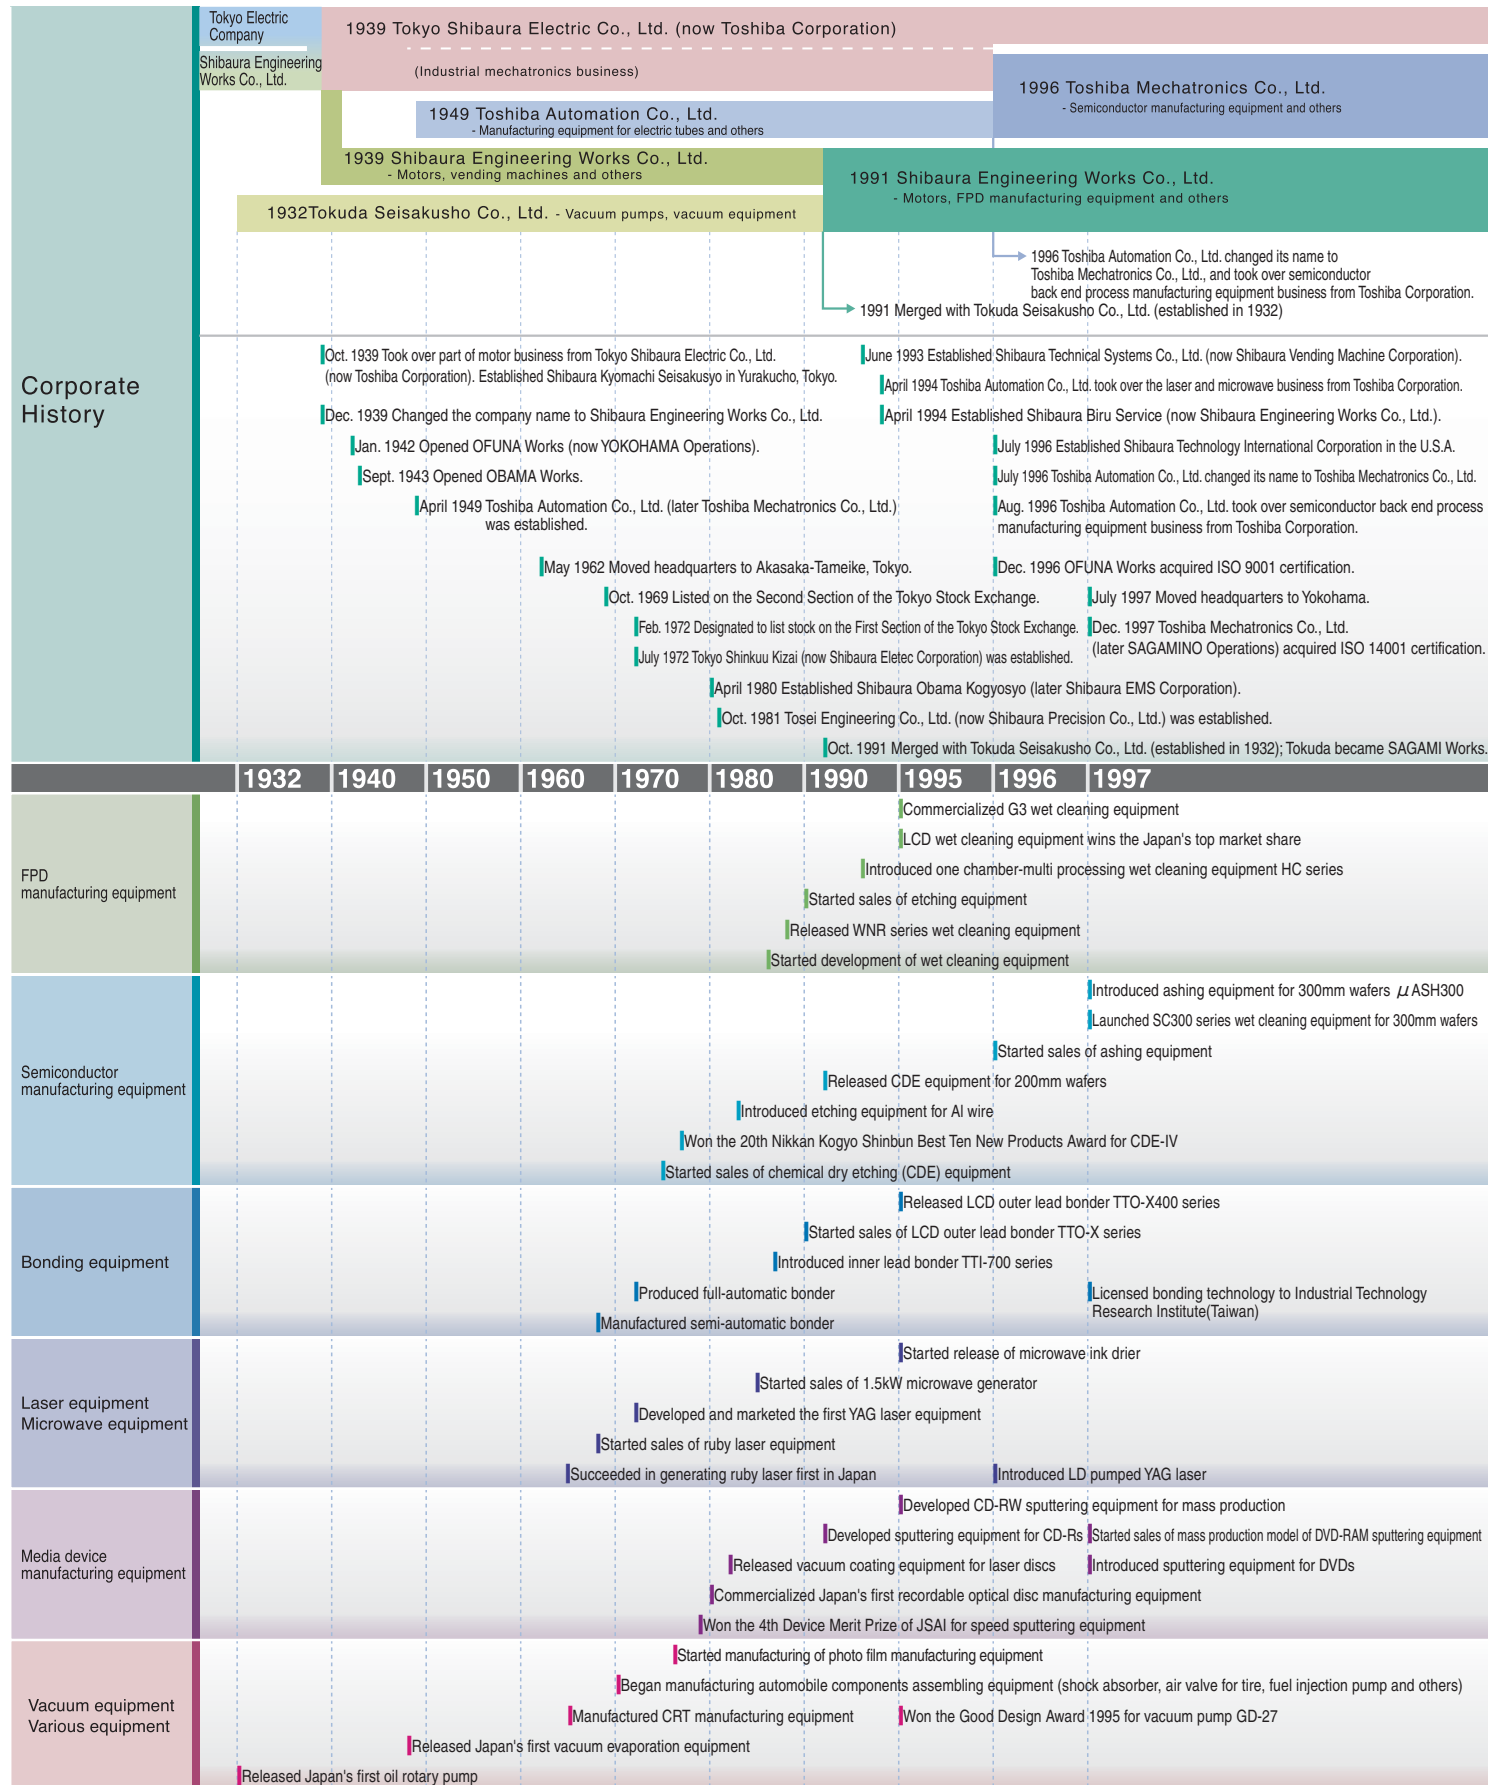 Tokyo Electric
Company
Shibaura Engineering
Works Co., Ltd.
1939 Tokyo Shibaura Electric Co., Ltd. (now Toshiba Corporation)
(Industrial mechatronics business)
1996 Toshiba Mechatronics Co., Ltd.
- Semiconductor manufacturing equipment and others
1949 Toshiba Automation Co., Ltd.
- Manufacturing equipment for electric tubes and others
1939 Shibaura Engineering Works Co., Ltd.
- Motors, vending machines and others
1991 Shibaura Engineering Works Co., Ltd.
- Motors, FPD manufacturing equipment and others
1932Tokuda Seisakusho Co., Ltd. - Vacuum pumps, vacuum equipment
1996 Toshiba Automation Co., Ltd. changed its name to
Toshiba Mechatronics Co., Ltd., and took over semiconductor
back end process manufacturing equipment business from Toshiba Corporation.
1991 Merged with Tokuda Seisakusho Co., Ltd. (established in 1932)
Corporate
History
Oct. 1939 Took over part of motor business from Tokyo Shibaura Electric Co., Ltd.
(now Toshiba Corporation). Established Shibaura Kyomachi Seisakusyo in Yurakucho, Tokyo.
Dec. 1939 Changed the company name to Shibaura Engineering Works Co., Ltd.
Jan. 1942 Opened OFUNA Works (now YOKOHAMA Operations).
Sept. 1943 Opened OBAMA Works.
April 1949 Toshiba Automation Co., Ltd. (later Toshiba Mechatronics Co., Ltd.)
was established.
May 1962 Moved headquarters to Akasaka-Tameike, Tokyo.
Oct. 1969 Listed on the Second Section of the Tokyo Stock Exchange.
Feb. 1972 Designated to list stock on the First Section of the Tokyo Stock Exchange.
July 1972 Tokyo Shinkuu Kizai (now Shibaura Eletec Corporation) was established.
April 1980 Established Shibaura Obama Kogyosyo (later Shibaura EMS Corporation).
Oct. 1981 Tosei Engineering Co., Ltd. (now Shibaura Precision Co., Ltd.) was established.
Oct. 1991 Merged with Tokuda Seisakusho Co., Ltd. (established in 1932); Tokuda became SAGAMI Works.
June 1993 Established Shibaura Technical Systems Co., Ltd. (now Shibaura Vending Machine Corporation).
April 1994 Toshiba Automation Co., Ltd. took over the laser and microwave business from Toshiba Corporation.
April 1994 Established Shibaura Biru Service (now Shibaura Engineering Works Co., Ltd.).
July 1996 Established Shibaura Technology International Corporation in the U.S.A.
July 1996 Toshiba Automation Co., Ltd. changed its name to Toshiba Mechatronics Co., Ltd.
Aug. 1996 Toshiba Automation Co., Ltd. took over semiconductor back end process
manufacturing equipment business from Toshiba Corporation.
Dec. 1996 OFUNA Works acquired ISO 9001 certification.
July 1997 Moved headquarters to Yokohama.
Dec. 1997 Toshiba Mechatronics Co., Ltd.
(later SAGAMINO Operations) acquired ISO 14001 certification.
1932 1940 1950 1960 1970 1980 1990 1995 1996 1997
FPD
manufacturing equipment
Commercialized G3 wet cleaning equipment
LCD wet cleaning equipment wins the Japan's top market share
Introduced one chamber-multi processing wet cleaning equipment HC series
Started sales of etching equipment
Released WNR series wet cleaning equipment
Started development of wet cleaning equipment
Semiconductor
manufacturing equipment
Introduced ashing equipment for 300mm wafers μASH300
Launched SC300 series wet cleaning equipment for 300mm wafers
Started sales of ashing equipment
Released CDE equipment for 200mm wafers
Introduced etching equipment for Al wire
Won the 20th Nikkan Kogyo Shinbun Best Ten New Products Award for CDE-IV
Started sales of chemical dry etching (CDE) equipment
Bonding equipment
Released LCD outer lead bonder TTO-X400 series
Started sales of LCD outer lead bonder TTO-X series
Introduced inner lead bonder TTI-700 series
Produced full-automatic bonder
Licensed bonding technology to Industrial Technology
Research Institute(Taiwan)
Manufactured semi-automatic bonder
Laser equipment
Microwave equipment
Started release of microwave ink drier
Started sales of 1.5kW microwave generator
Developed and marketed the first YAG laser equipment
Started sales of ruby laser equipment
Succeeded in generating ruby laser first in Japan
Introduced LD pumped YAG laser
Media device
manufacturing equipment
Developed CD-RW sputtering equipment for mass production
Developed sputtering equipment for CD-Rs
Started sales of mass production model of DVD-RAM sputtering equipment
Released vacuum coating equipment for laser discs
Introduced sputtering equipment for DVDs
Commercialized Japan's first recordable optical disc manufacturing equipment
Won the 4th Device Merit Prize of JSAI for speed sputtering equipment
Vacuum equipment
Various equipment
Started manufacturing of photo film manufacturing equipment
Began manufacturing automobile components assembling equipment (shock absorber, air valve for tire, fuel injection pump and others)
Manufactured CRT manufacturing equipment
Won the Good Design Award 1995 for vacuum pump GD-27
Released Japan's first vacuum evaporation equipment
Released Japan's first oil rotary pump